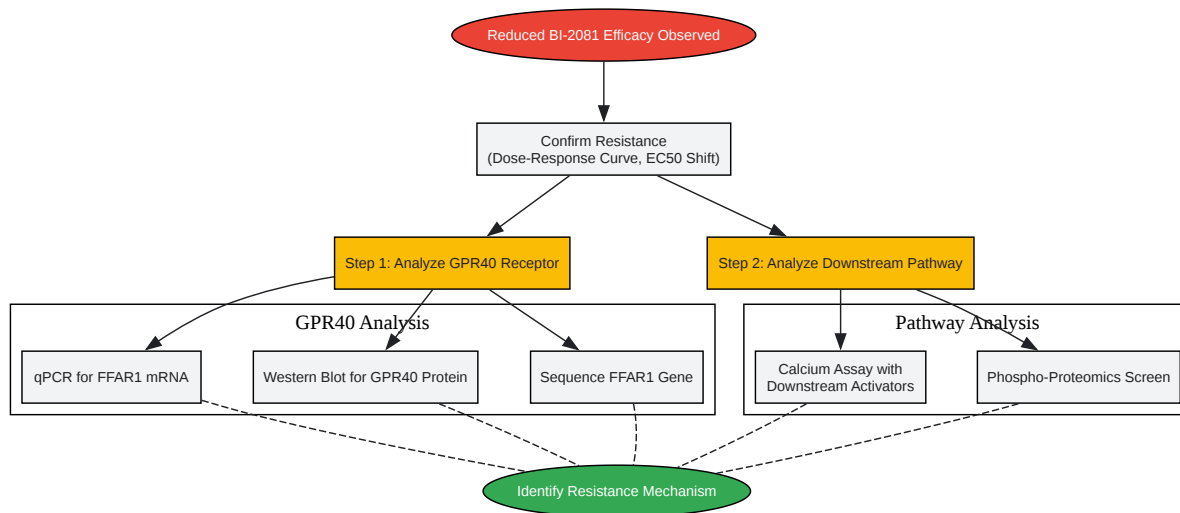 Reduced BI-2081 Efficacy Observed
Confirm Resistance
(Dose-Response Curve, EC50 Shift)
Step 1: Analyze GPR40 Receptor
Step 2: Analyze Downstream Pathway
GPR40 Analysis
Pathway Analysis
qPCR for FFAR1 mRNA
Western Blot for GPR40 Protein
Sequence FFAR1 Gene
Calcium Assay with
Downstream Activators
Phospho-Proteomics Screen
Identify Resistance Mechanism